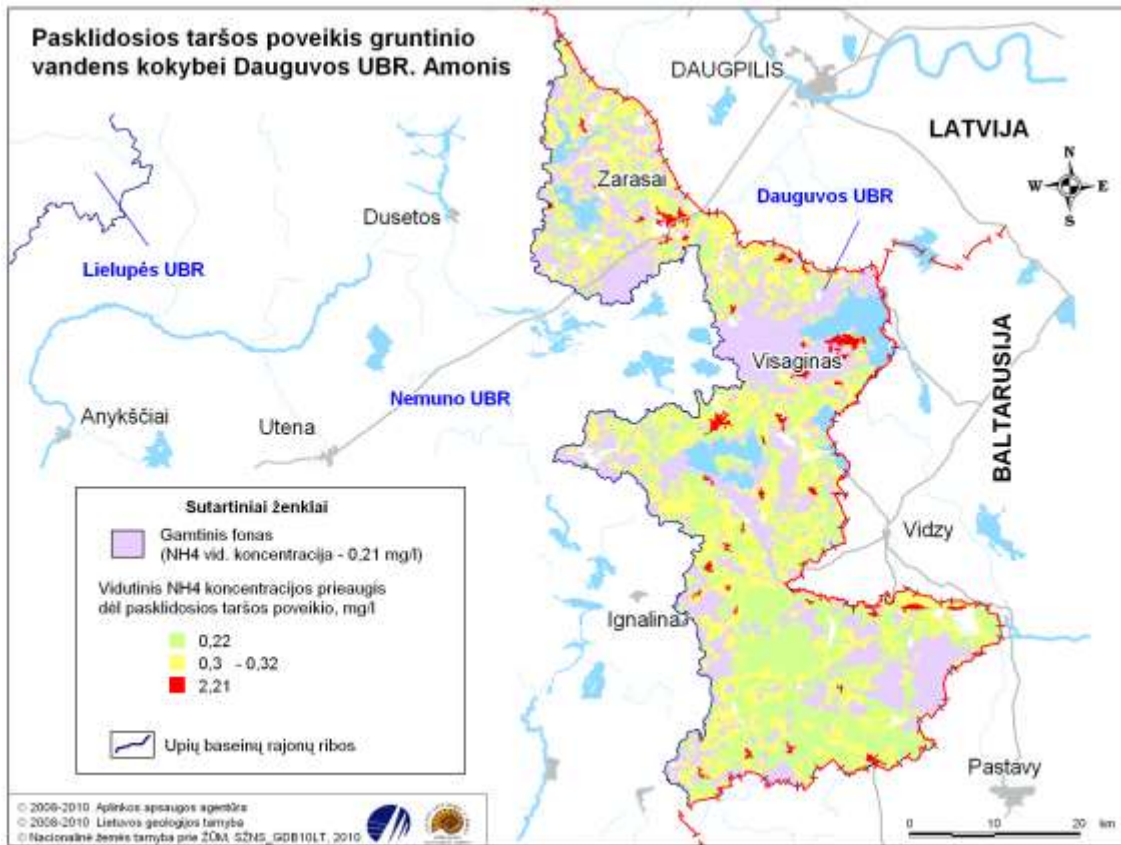 Pasklidosios taršos poveikis gruntinio
vandens kokybei Dauguvos UBR. Amonis
DAUGPILIS
LATVIJA
N
W E
S
Zarasai
Dauguvos UBR
Dusetos
Lielupės UBR
Visaginas
BALTARUSIJA
Nemuno UBR
Anykščiai
Utena
Vidzy
Ignalina
Pastavy
Sutartiniai ženklai
Gamtinis fonas
(NH4 vid. koncentracija - 0.21 mg/l)
Vidutinis NH4 koncentracijos prieaugis
dėl pasklidosios taršos poveikio, mg/l
0,22
0,3 - 0,32
2,21
Upių baseinų rajonų ribos
© 2008-2010 Aplinkos apsaugos agentūra
© 2008-2010 Lietuvos geologijos tarnyba
© Nacionalinė žemės tarnyba prie ŽŪM, SŽNS_GDB10LT, 2010
0 10 20 km